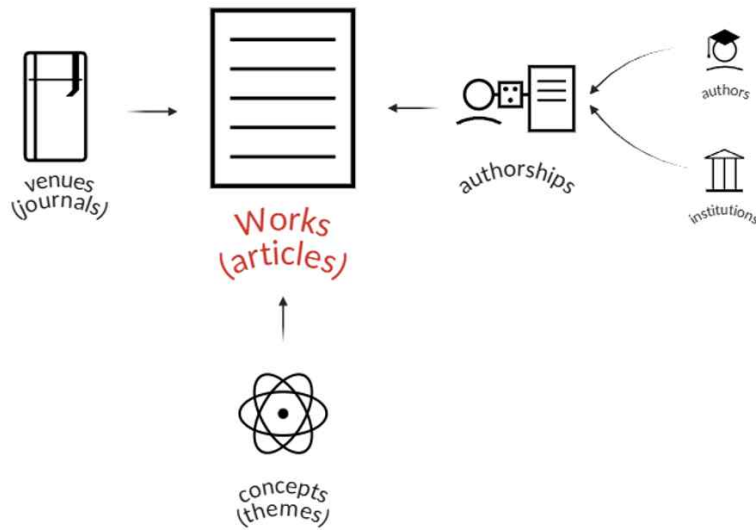 authors
venues
(journals)
authorships
institutions
Works
(articles)
concepts
(themes)